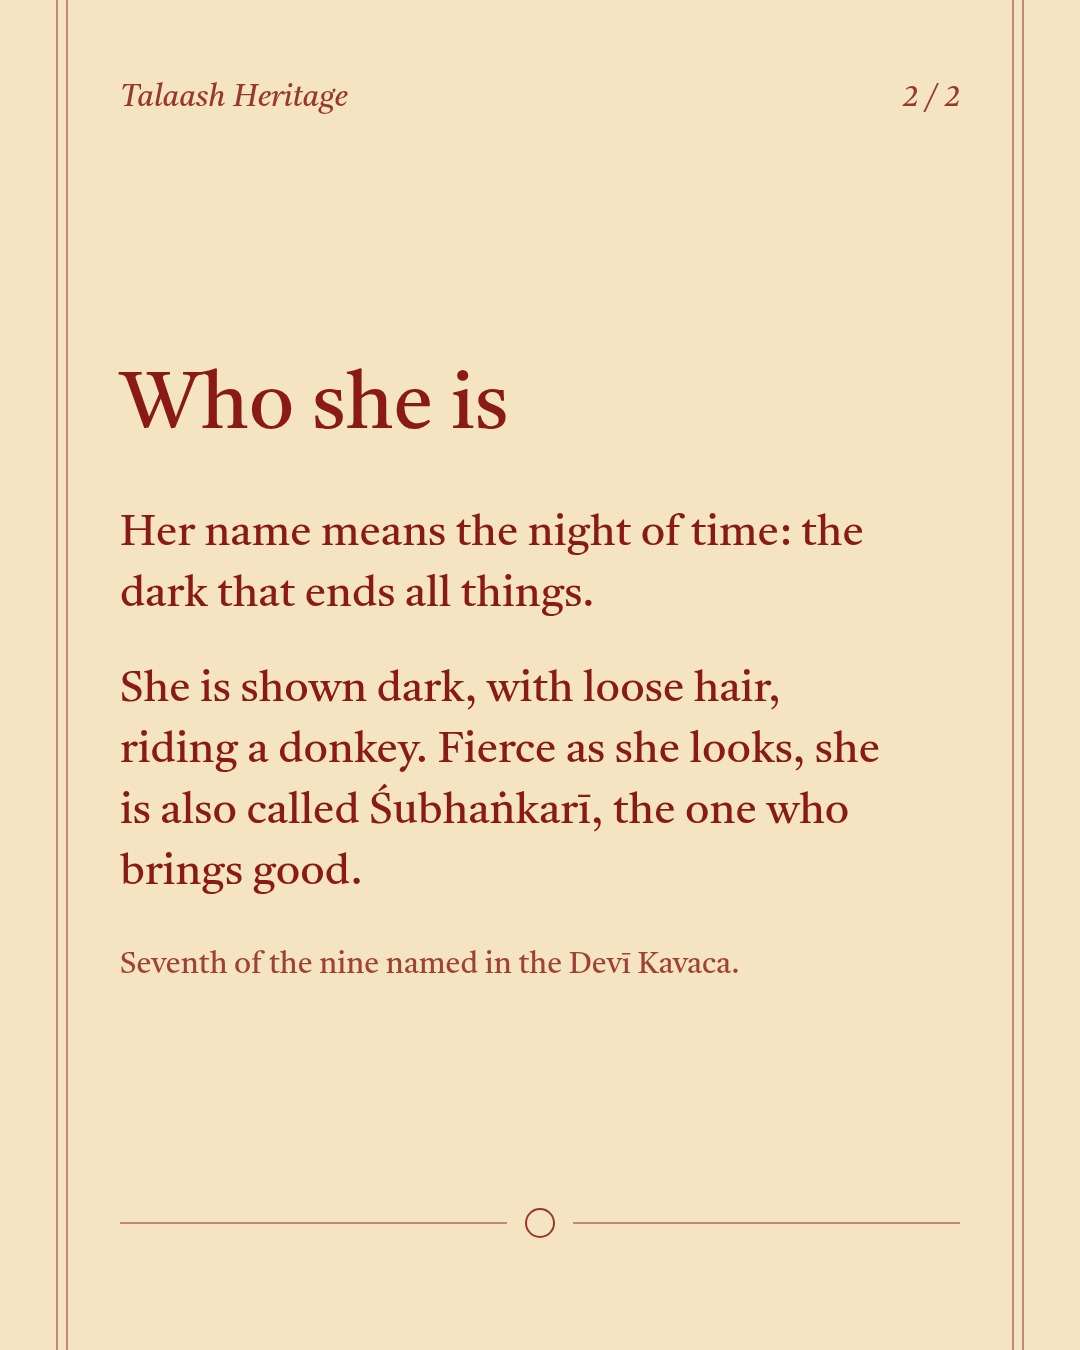 Talaash Heritage
2 / 2
Who she is
Her name means the night of time: the
dark that ends all things.
She is shown dark, with loose hair,
riding a donkey. Fierce as she looks, she
is also called Śubhaṅkarī, the one who
brings good.
Seventh of the nine named in the Devī Kavaca.